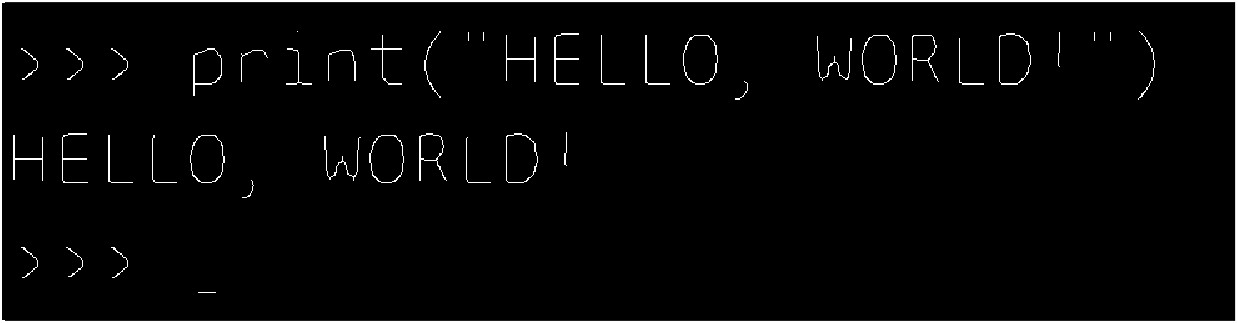 >>> print("HELLO, WORLD!")
HELLO, WORLD!
>>> _